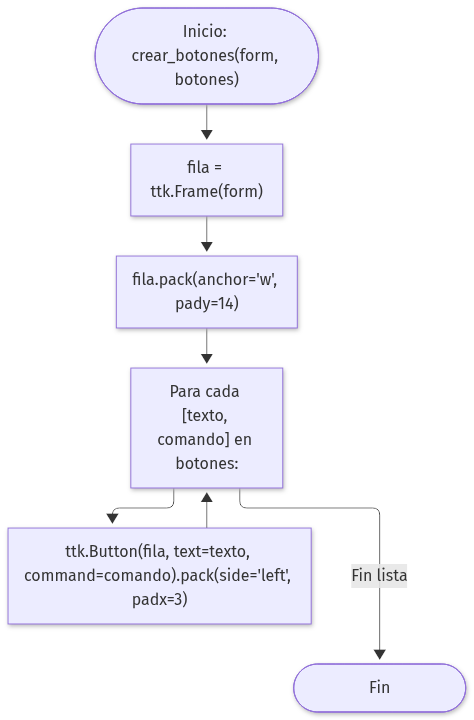 Inicio:
crear_botones(form,
botones)
fila =
ttk.Frame(form)
fila.pack(anchor='w',
pady=14)
Para cada
[texto,
comando] en
botones:
ttk.Button(fila, text=texto,
command=comando).pack(side='left',
padx=3)
Fin lista
Fin